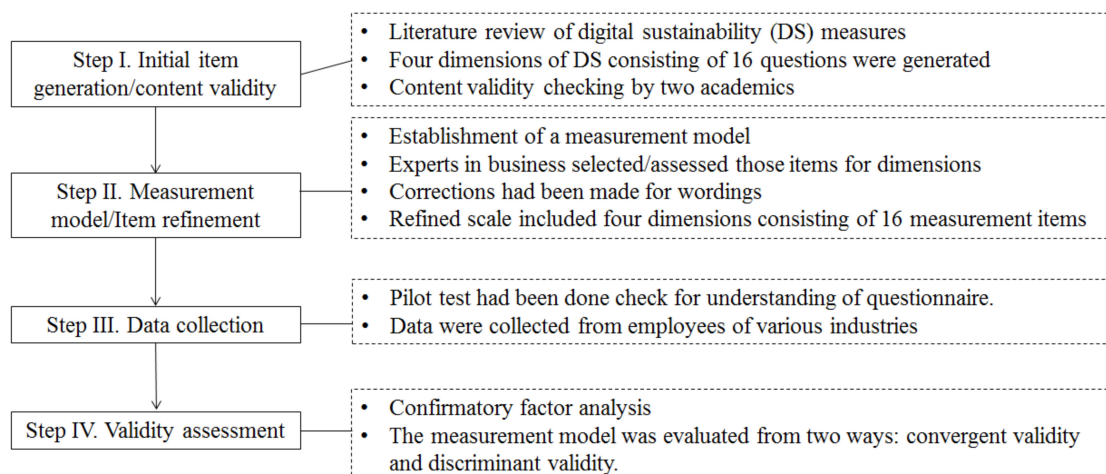 Step I. Initial item
generation/content validity
• Literature review of digital sustainability (DS) measures
• Four dimensions of DS consisting of 16 questions were generated
• Content validity checking by two academics
Step II. Measurement
model/Item refinement
• Establishment of a measurement model
• Experts in business selected/assessed those items for dimensions
• Corrections had been made for wordings
• Refined scale included four dimensions consisting of 16 measurement items
Step III. Data collection
• Pilot test had been done check for understanding of questionnaire.
• Data were collected from employees of various industries
Step IV. Validity assessment
• Confirmatory factor analysis
• The measurement model was evaluated from two ways: convergent validity
and discriminant validity.